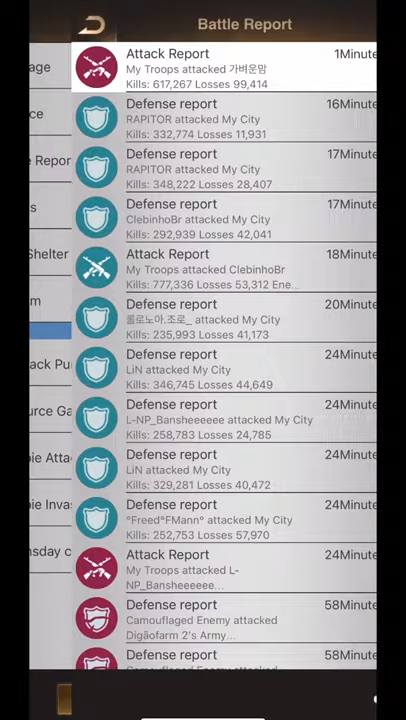 Battle Report
age
ce
e Repor
s
Shelter
m
ack Pu
urce Ga
ie Atta
ie Inva
nsday c
Attack Report
1Minute
My Troops attacked 가벼운맘
Kills: 617,267 Losses 99,414
Defense report
16Minute
RAPITOR attacked My City
Kills: 332,774 Losses 11,931
Defense report
17Minute
RAPITOR attacked My City
Kills: 348,222 Losses 28,407
Defense report
17Minute
ClebinhoBr attacked My City
Kills: 292,939 Losses 42,041
Attack Report
18Minute
My Troops attacked ClebinhoBr
Kills: 777,336 Losses 53,312 Ene...
Defense report
20Minute
롤로노아.조로_ attacked My City
Kills: 235,993 Losses 41,173
Defense report
24Minute
LiN attacked My City
Kills: 346,745 Losses 44,649
Defense report
24Minute
L-NP_Bansheeeeee attacked My City
Kills: 258,783 Losses 24,785
Defense report
24Minute
LiN attacked My City
Kills: 329,281 Losses 40,472
Defense report
24Minute
°Freed°FMann° attacked My City
Kills: 252,753 Losses 57,970
Attack Report
24Minute
My Troops attacked L-
NP_Bansheeeeee...
Defense report
58Minute
Camouflaged Enemy attacked
Digãofarm 2's Army...
Defense report
58Minute
Camouflaged Enemy attacked